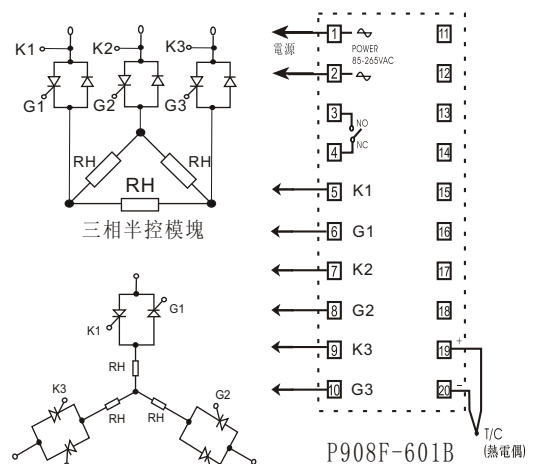 K1 K2 K3
G1 G2 G3
RH RH
RH
三相半控模塊
G1
K1
RH
K3 G2
RH RH
電源
1 POWER 11
85-265VAC
2 12
3 NO 13
4 NC 14
5 K1 15
6 G1 16
7 K2 17
8 G2 18
9 K3 19 +
10 G3 20 −
T/C
(熱電偶)
P908F-601B